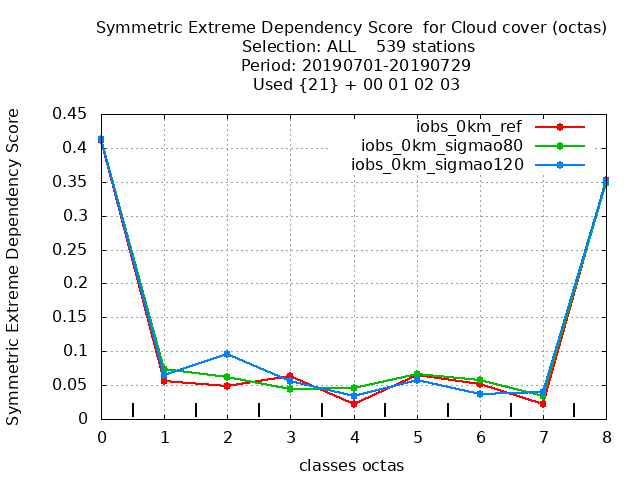 Symmetric Extreme Dependency Score  for Cloud cover (octas)
Selection: ALL    539 stations
Period: 20190701-20190729
Used {21} + 00 01 02 03
Symmetric Extreme Dependency Score
0.45
0.4
0.35
0.3
0.25
0.2
0.15
0.1
0.05
0
iobs_0km_ref
iobs_0km_sigmao80
iobs_0km_sigmao120
0 1 2 3 4 5 6 7 8
classes octas